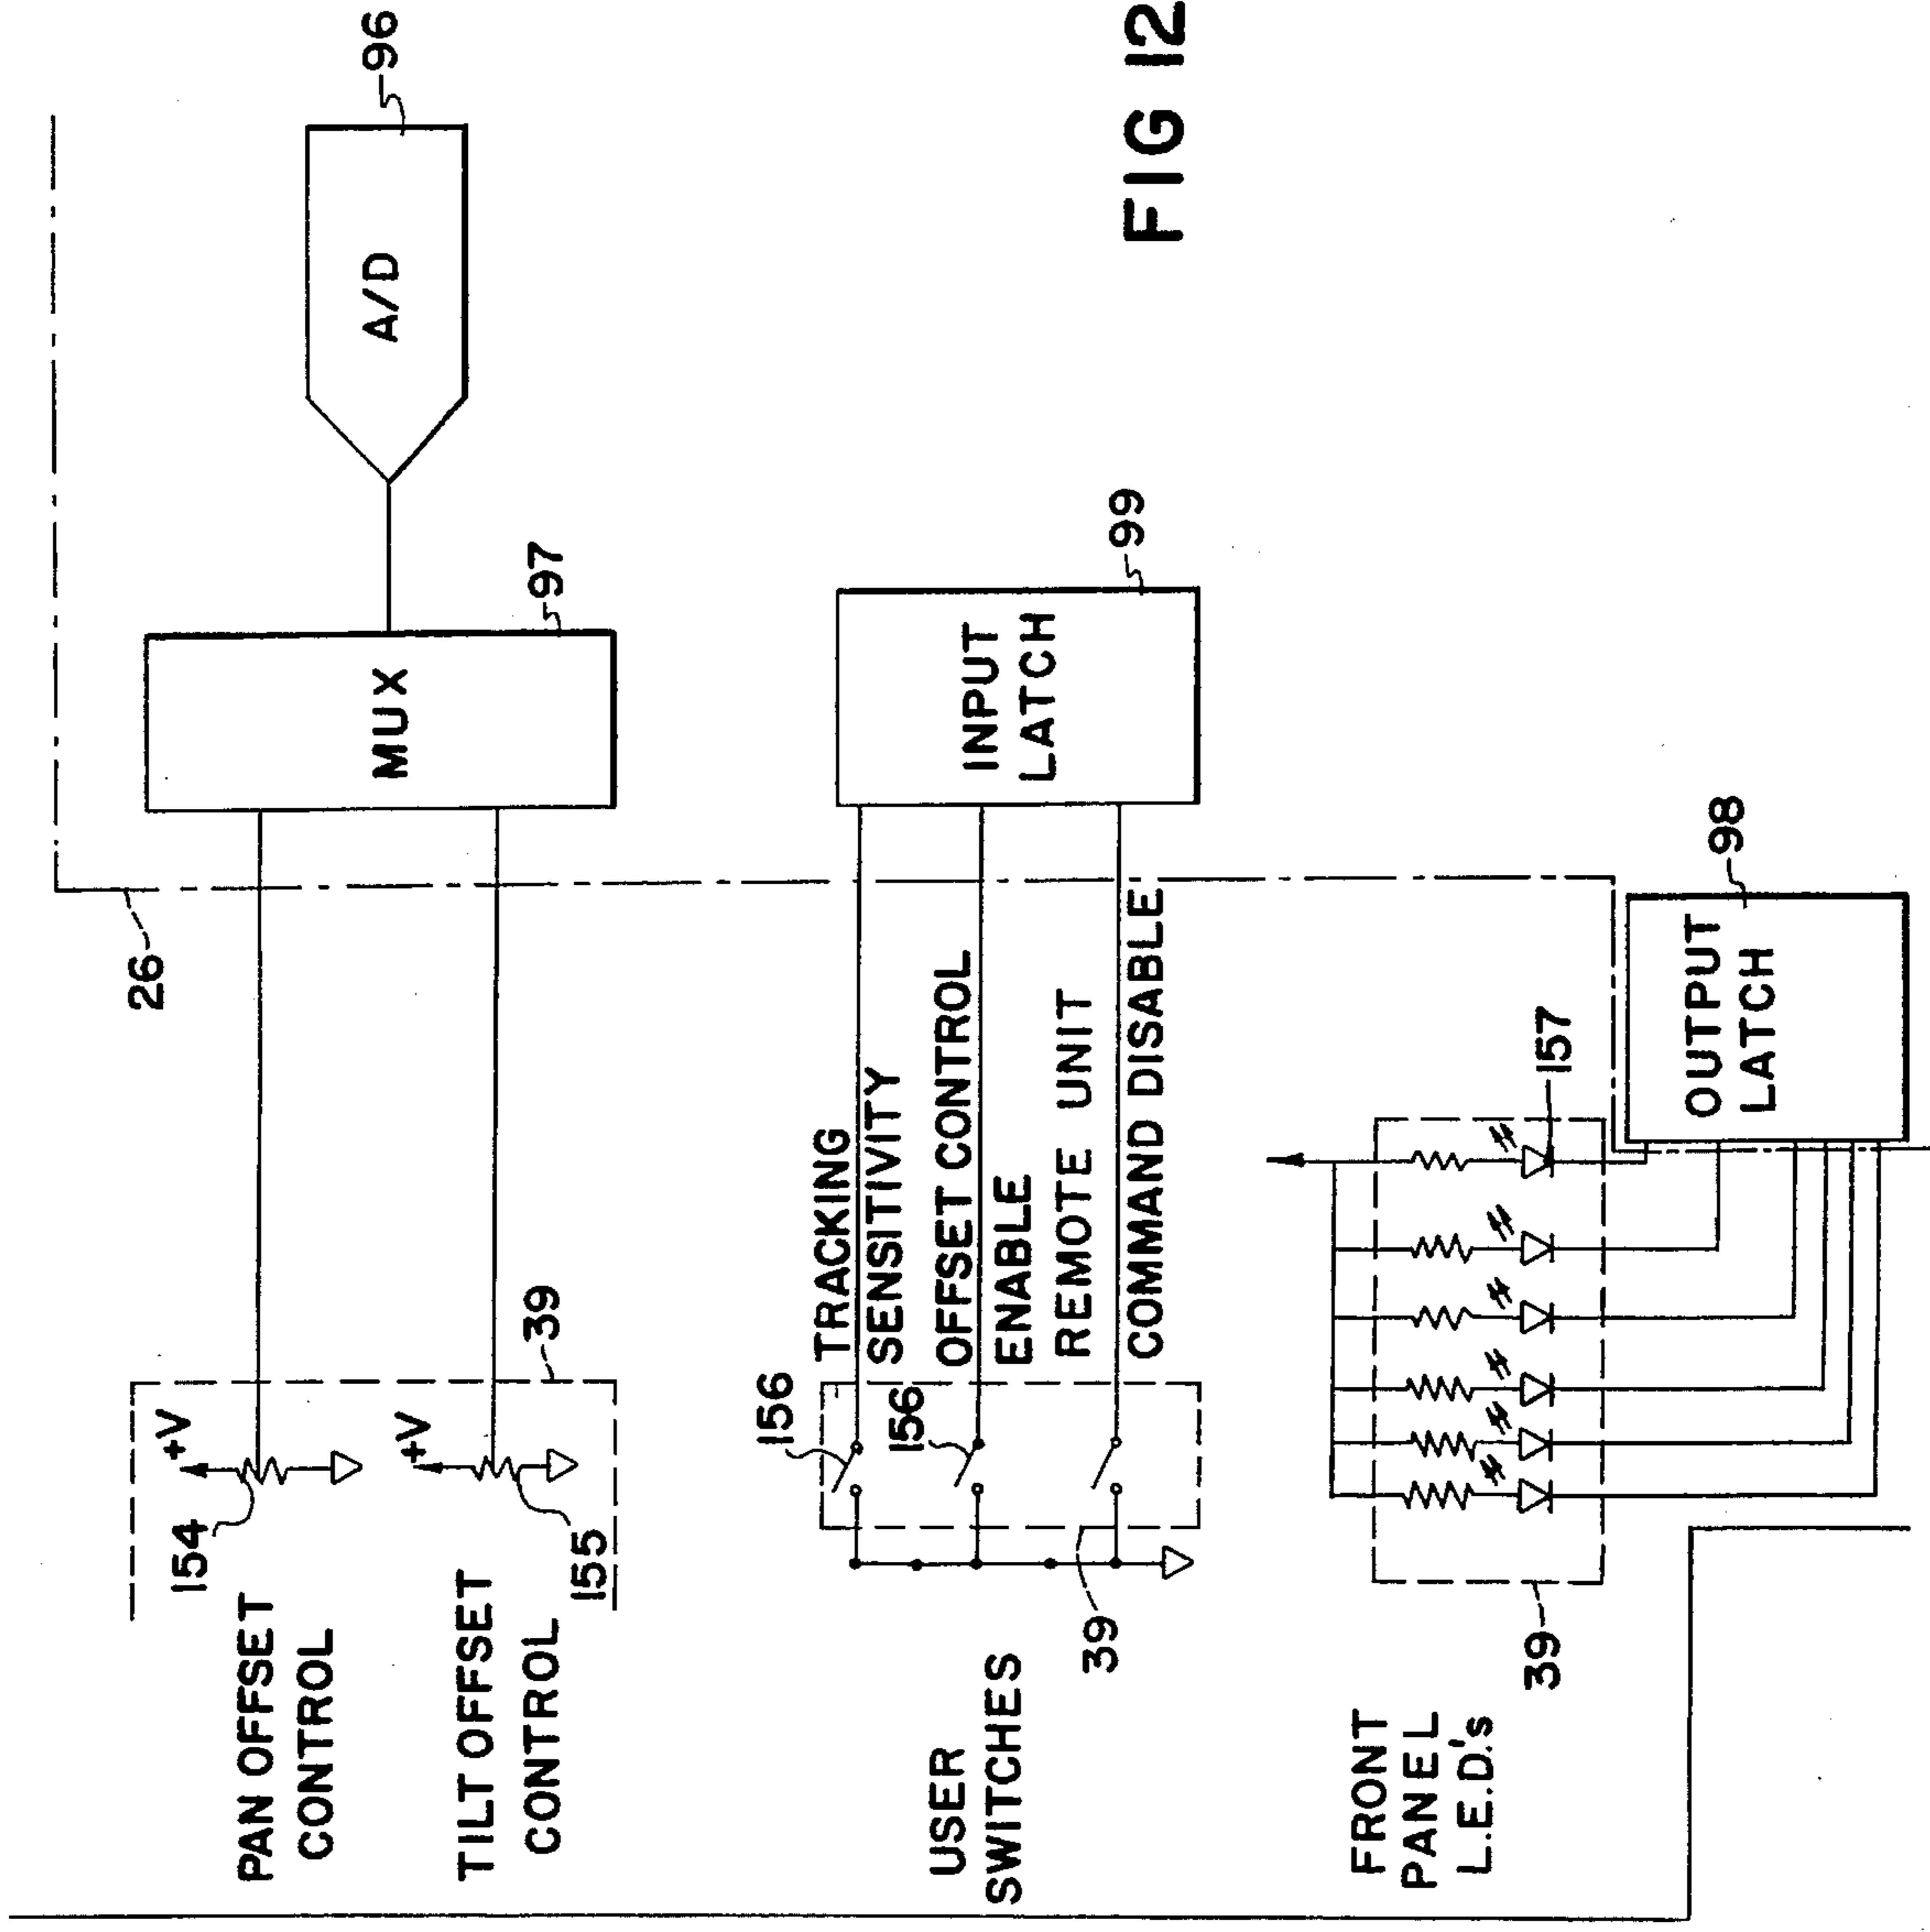 PAN OFFSET
CONTROL
154
+V
26
MUX
97
A/D
96
TILT OFFSET
CONTROL
155
+V
39
USER
SWITCHES
39
156
156
TRACKING
SENSITIVITY
OFFSET CONTROL
ENABLE
REMOTE UNIT
COMMAND DISABLE
INPUT
LATCH
99
FRONT
PANEL
L.E.D.'s
39
157
OUTPUT
LATCH
98
FIG 12